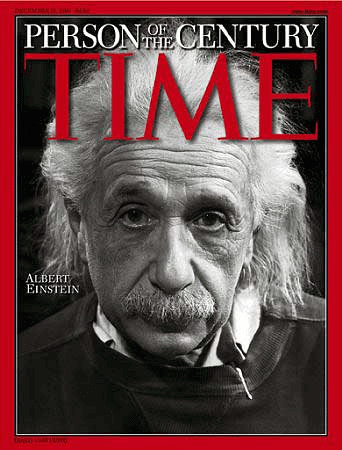 PERSON OF THE CENTURY
TIME
ALBERT
EINSTEIN